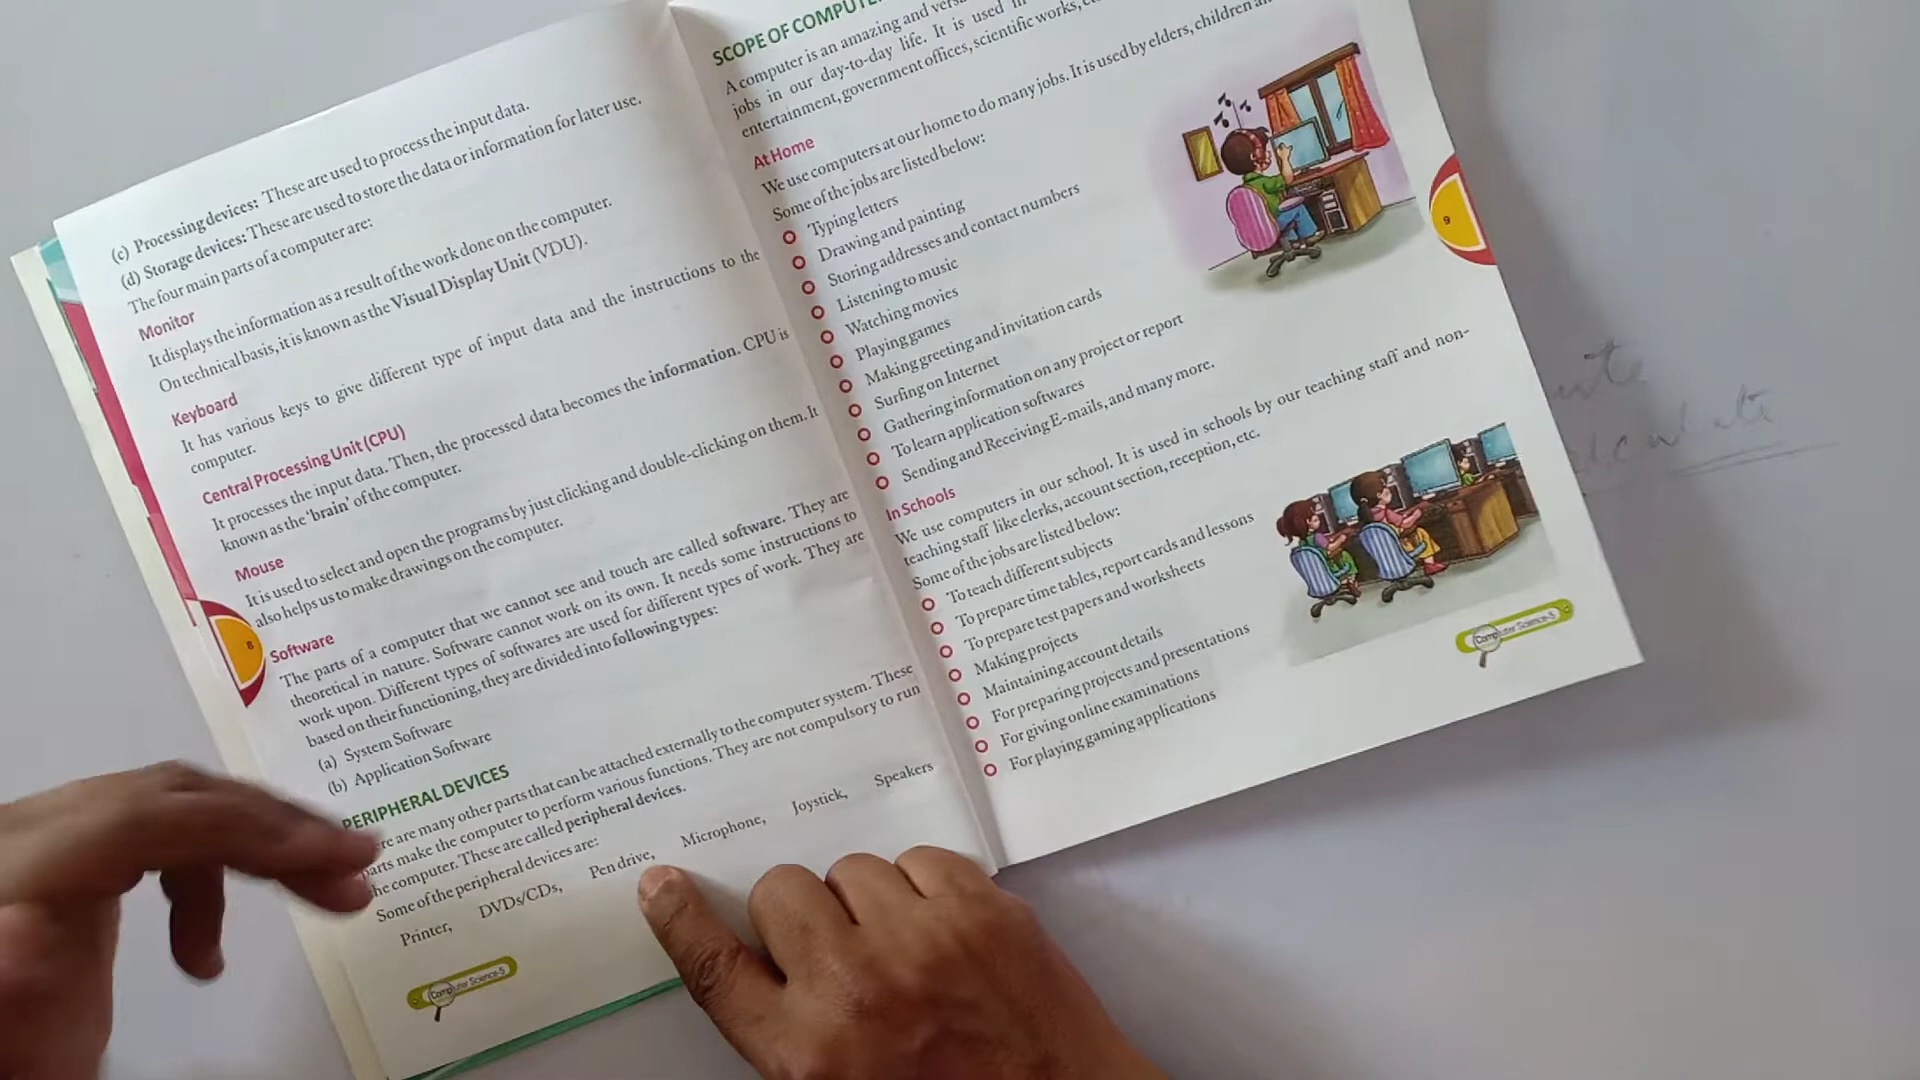 (c) Processing devices: These are used to process the input data.
(d) Storage devices: These are used to store the data or information for later use.
The four main parts of a computer are:
Monitor
It displays the information as a result of the work done on the computer.
On technical basis, it is known as the Visual Display Unit (VDU).
Keyboard
It has various keys to give different type of input data and the instructions to the
computer.
Central Processing Unit (CPU)
It processes the input data. Then, the processed data becomes the information. CPU is
known as the 'brain' of the computer.
Mouse
It is used to select and open the programs by just clicking and double-clicking on them. It
also helps us to make drawings on the computer.
Software
The parts of a computer that we cannot see and touch are called software. They are
theoretical in nature. Software cannot work on its own. It needs some instructions to
work upon. Different types of softwares are used for different types of work. They are
based on their functioning, they are divided into following types:
(a) System Software
(b) Application Software
PERIPHERAL DEVICES
are many other parts that can be attached externally to the computer system. These
parts make the computer to perform various functions. They are not compulsory to run
the computer. These are called peripheral devices.
Some of the peripheral devices are:
Printer, DVDs/CDs, Pen drive, Microphone, Joystick, Speakers
Computer Science-5
8
SCOPE OF COMPUTER
A computer is an amazing and
jobs in our day-to-day life. It is used in
entertainment, government offices, scientific works,
At Home
We use computers at our home to do many jobs. It is used by elders, children
Some of the jobs are listed below:
Typing letters
Drawing and painting
Storing addresses and contact numbers
Listening to music
Watching movies
Playing games
Making greeting and invitation cards
Surfing on Internet
Gathering information on any project or report
To learn application softwares
Sending and Receiving E-mails, and many more.
In Schools
We use computers in our school. It is used in schools by our teaching staff and non-
teaching staff like clerks, account section, reception, etc.
Some of the jobs are listed below:
To teach different subjects
To prepare time tables, report cards and lessons
To prepare test papers and worksheets
Making projects
Maintaining account details
For preparing projects and presentations
For giving online examinations
For playing gaming applications
Computer Science-5
9